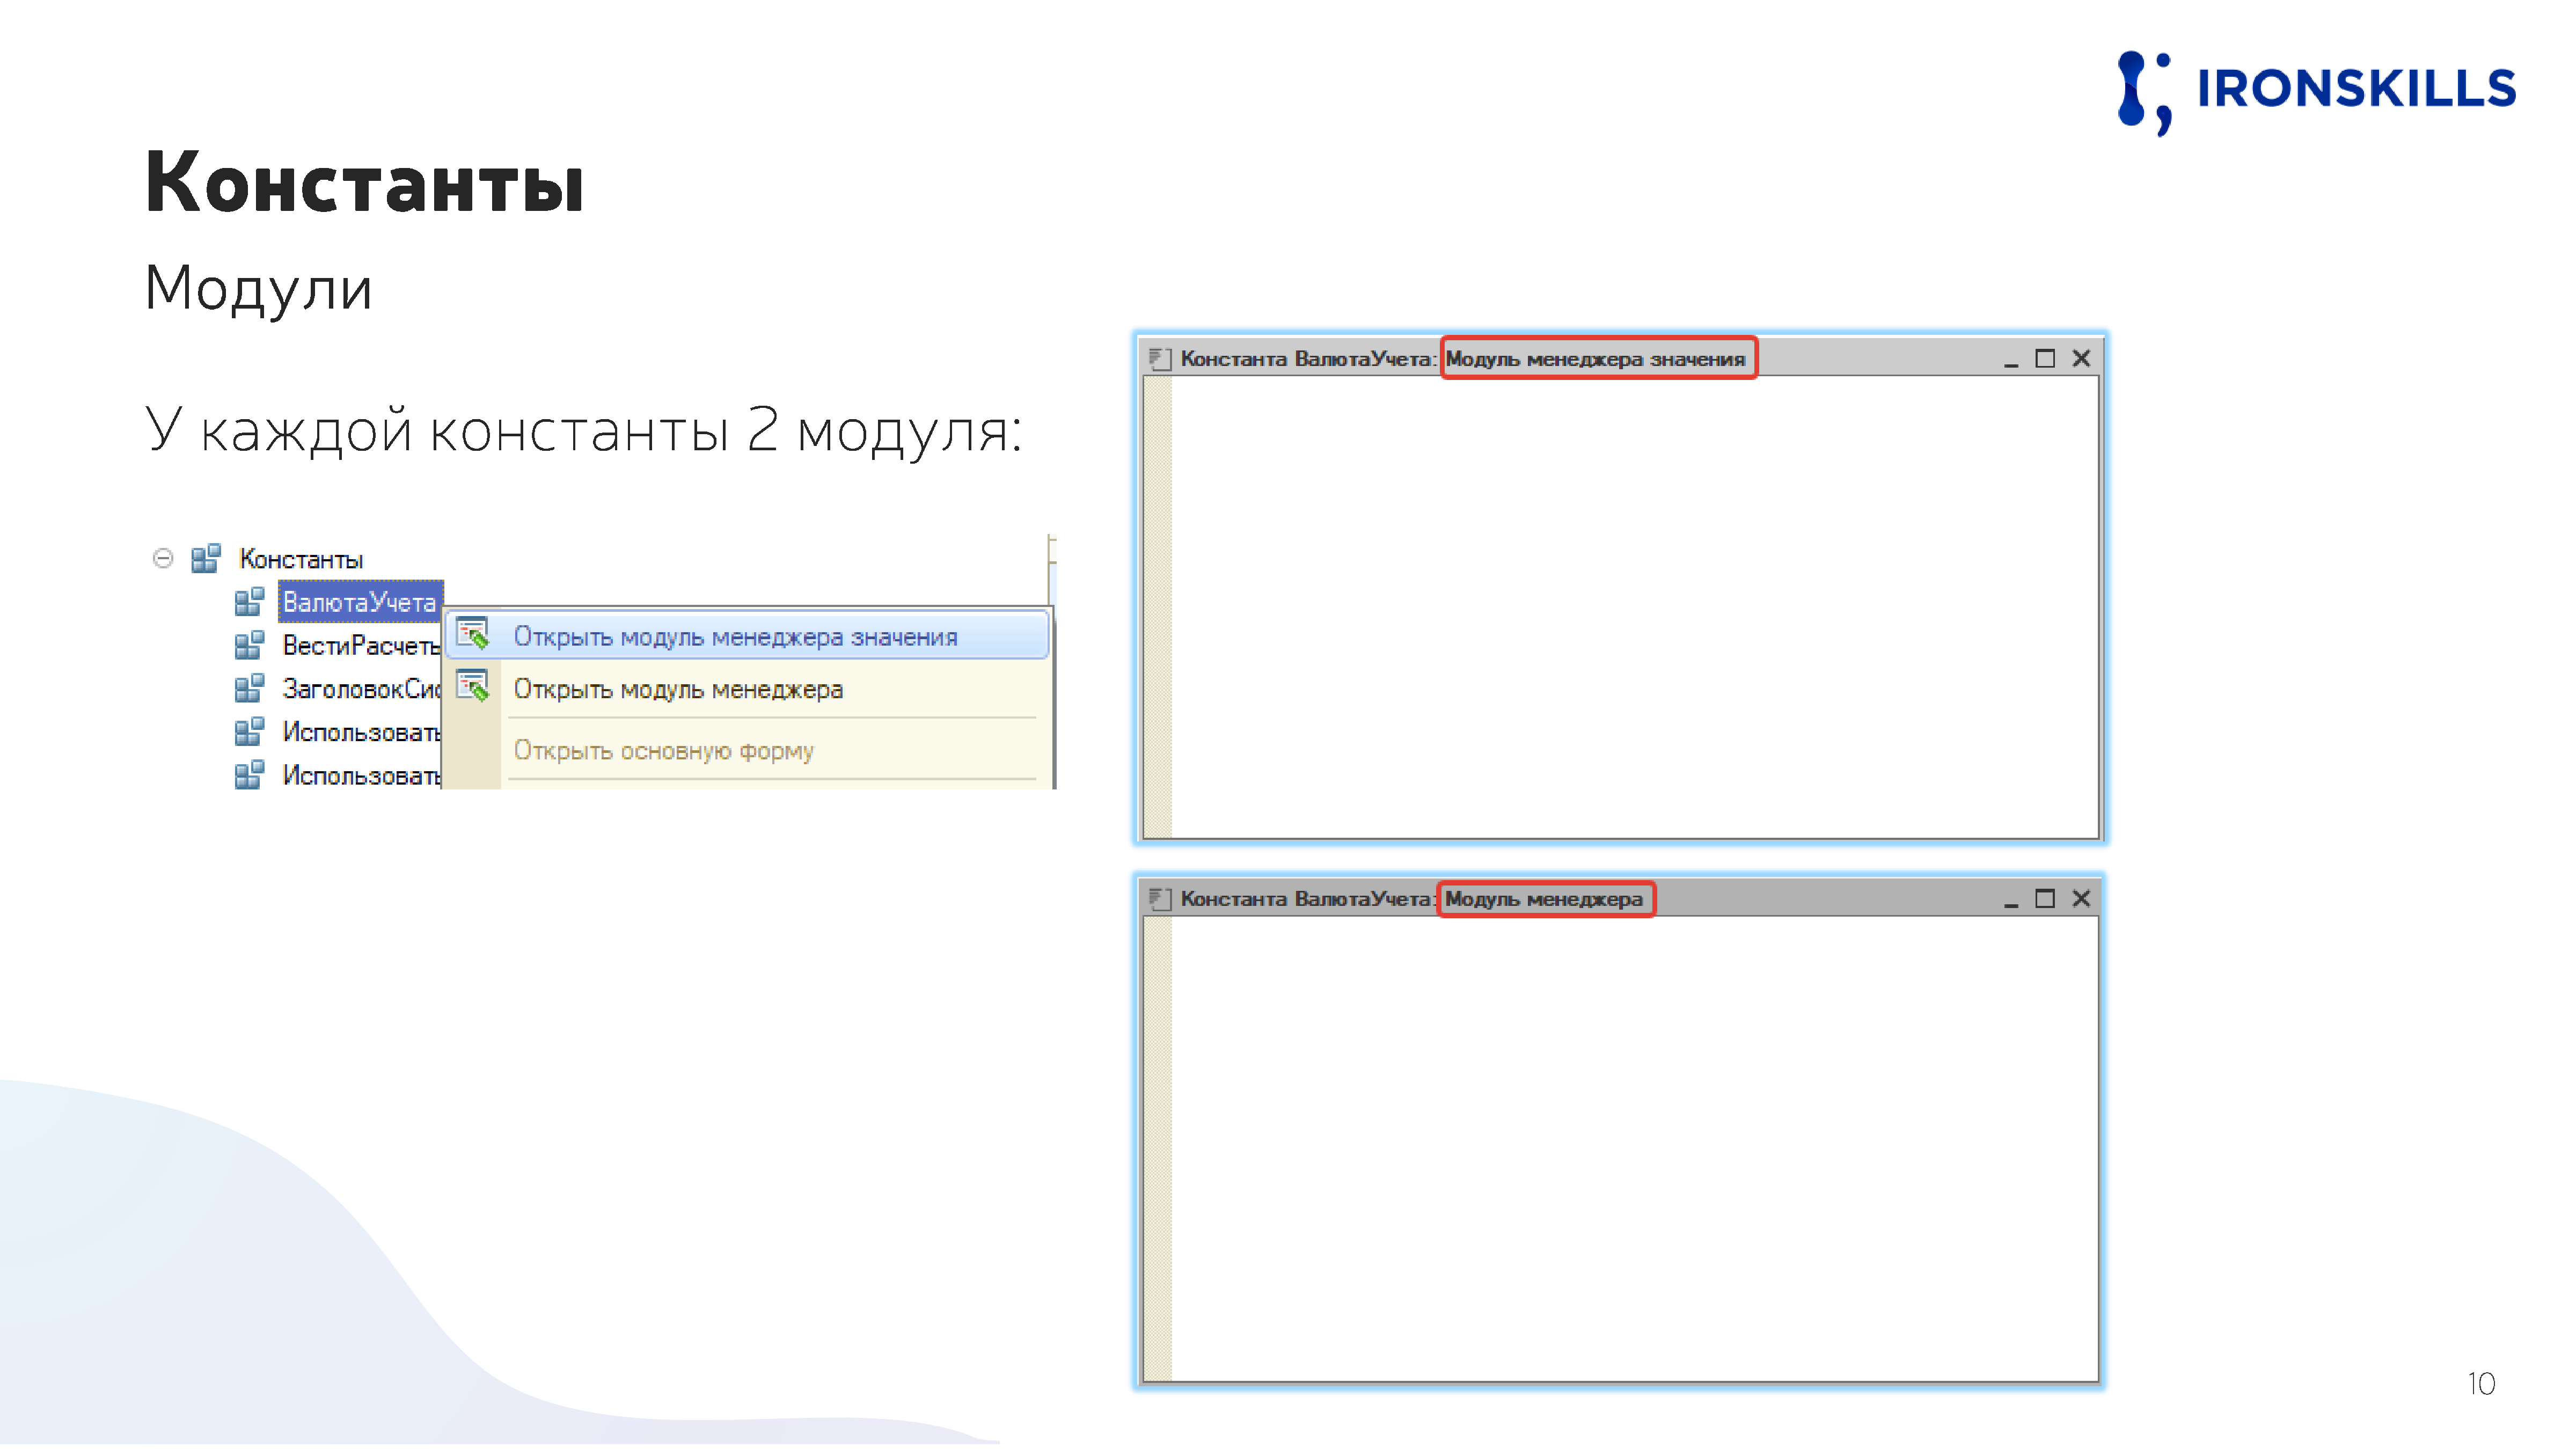 IRONSKILLS
Константы
Модули
У каждой константы 2 модуля:
Константы
ВалютаУчета
ВестиРасчеты
ЗаголовокСис
Использовать
Использовать
Открыть модуль менеджера значения
Открыть модуль менеджера
Открыть основную форму
Константа ВалютаУчета: Модуль менеджера значения
Константа ВалютаУчета: Модуль менеджера
10